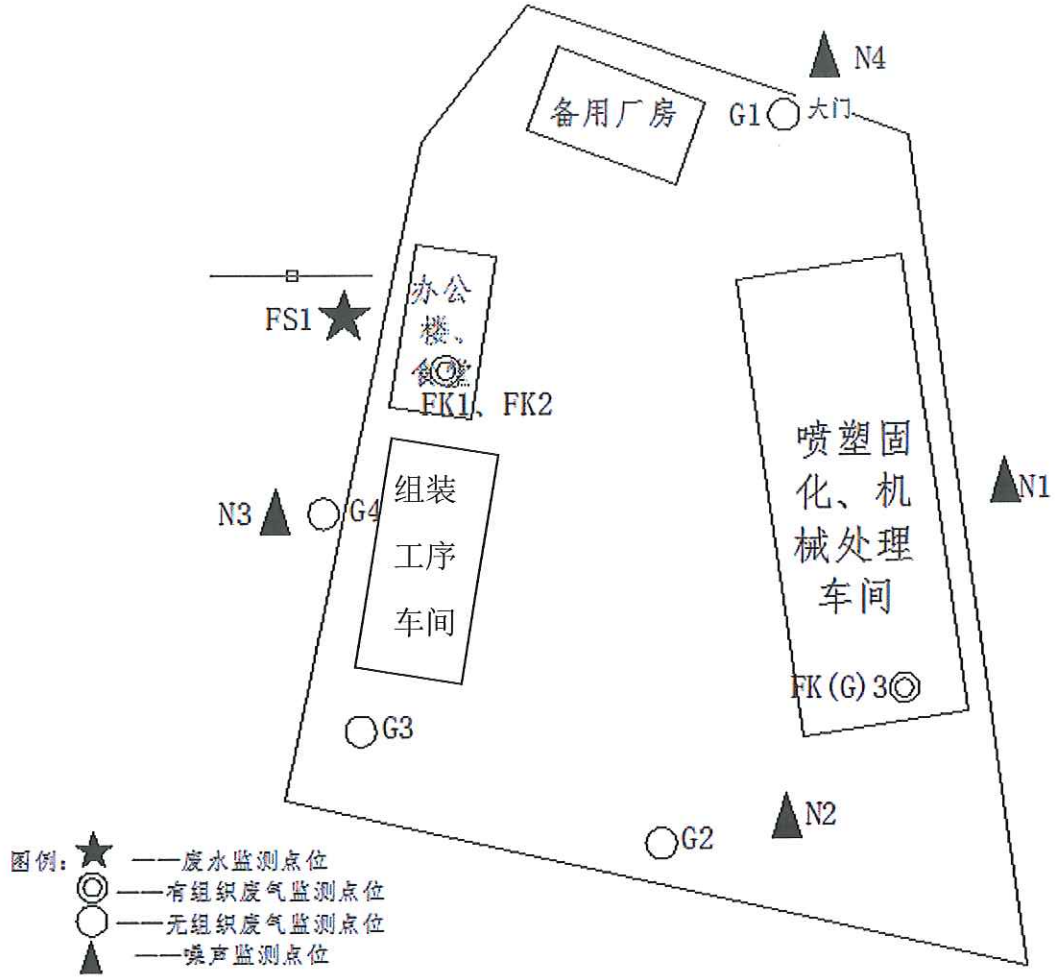 N4
备用厂房
G1
大门
办公
楼、
食堂
FS1
FK1、FK2
喷塑固
化、机
械处理
车间
N1
组装
工序
车间
N3
G4
FK(G)3
G3
N2
G2
图例：
——废水监测点位
——有组织废气监测点位
——无组织废气监测点位
——噪声监测点位